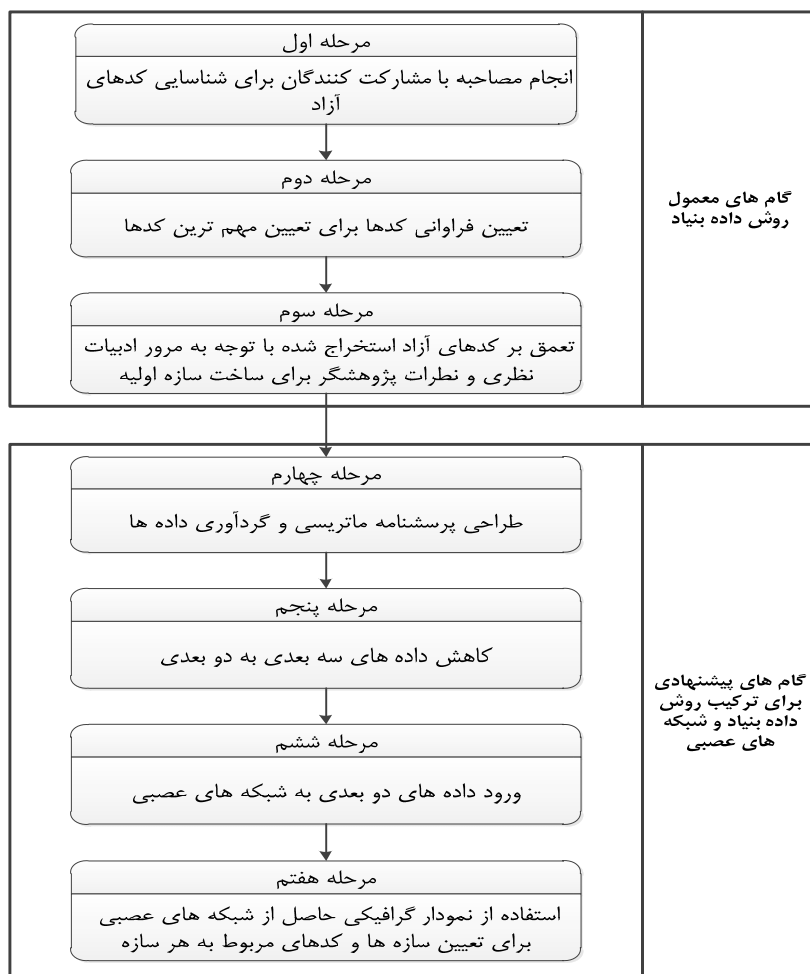 مرحله اول
انجام مصاحبه با مشارکت کنندگان برای شناسایی کدهای
آزاد
مرحله دوم
تعیین فراوانی کدها برای تعیین مهم ترین کدها
مرحله سوم
تعمق بر کدهای آزاد استخراج شده با توجه به مرور ادبیات
نظری و نطرات پژوهشگر برای ساخت سازه اولیه
گام های معمول
روش داده بنیاد
مرحله چهارم
طراحی پرسشنامه ماتریسی و گردآوری داده ها
مرحله پنجم
کاهش داده های سه بعدی به دو بعدی
مرحله ششم
ورود داده های دو بعدی به شبکه های عصبی
مرحله هفتم
استفاده از نمودار گرافیکی حاصل از شبکه های عصبی
برای تعیین سازه ها و کدهای مربوط به هر سازه
گام های پیشنهادی
برای ترکیب روش
داده بنیاد و شبکه
های عصبی